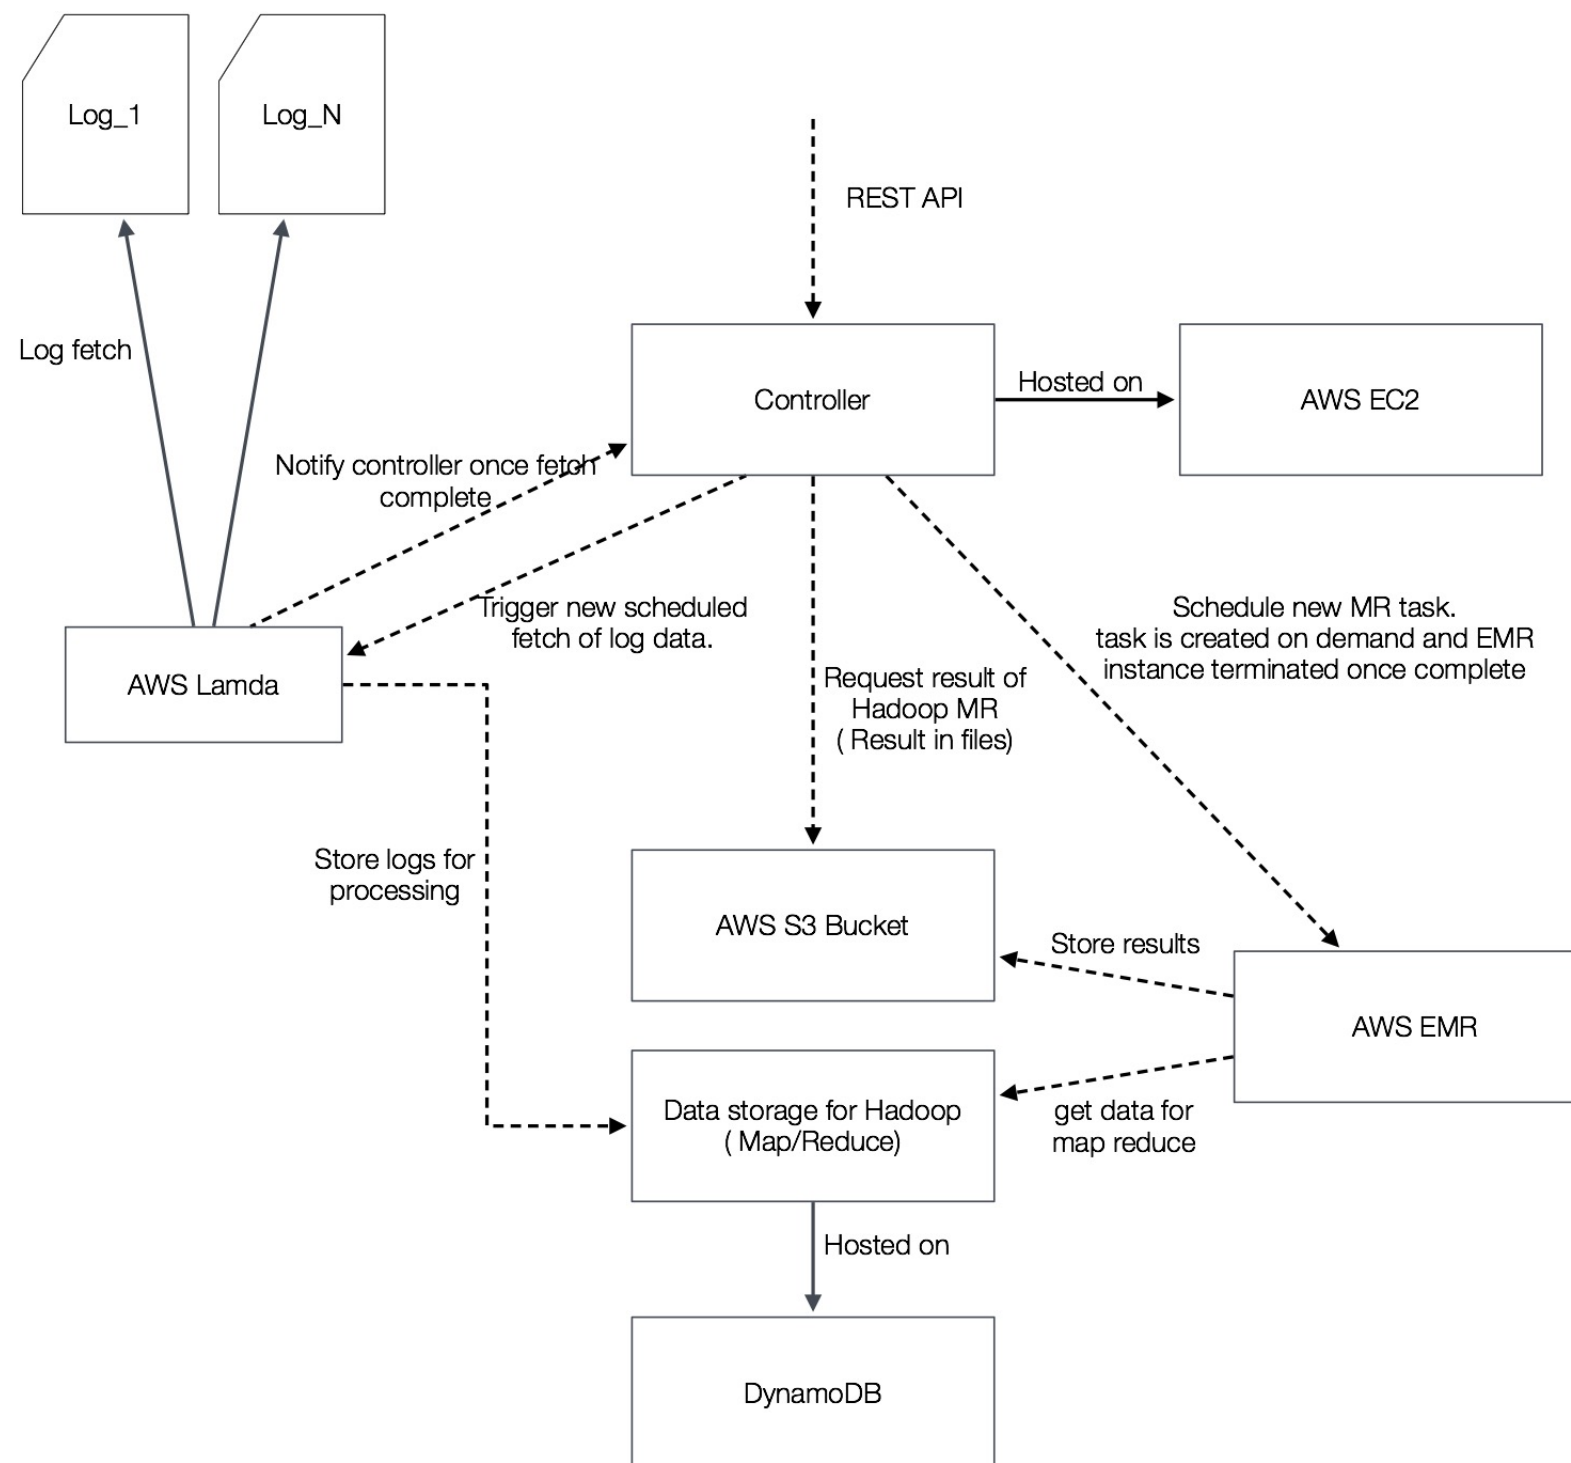 Log_1
Log_N
REST API
Log fetch
Controller
Hosted on
AWS EC2
Notify controller once fetch
complete
Trigger new scheduled
fetch of log data.
Schedule new MR task.
task is created on demand and EMR
instance terminated once complete
AWS Lamda
Request result of
Hadoop MR
( Result in files)
Store logs for
processing
AWS S3 Bucket
Store results
AWS EMR
Data storage for Hadoop
( Map/Reduce)
get data for
map reduce
Hosted on
DynamoDB